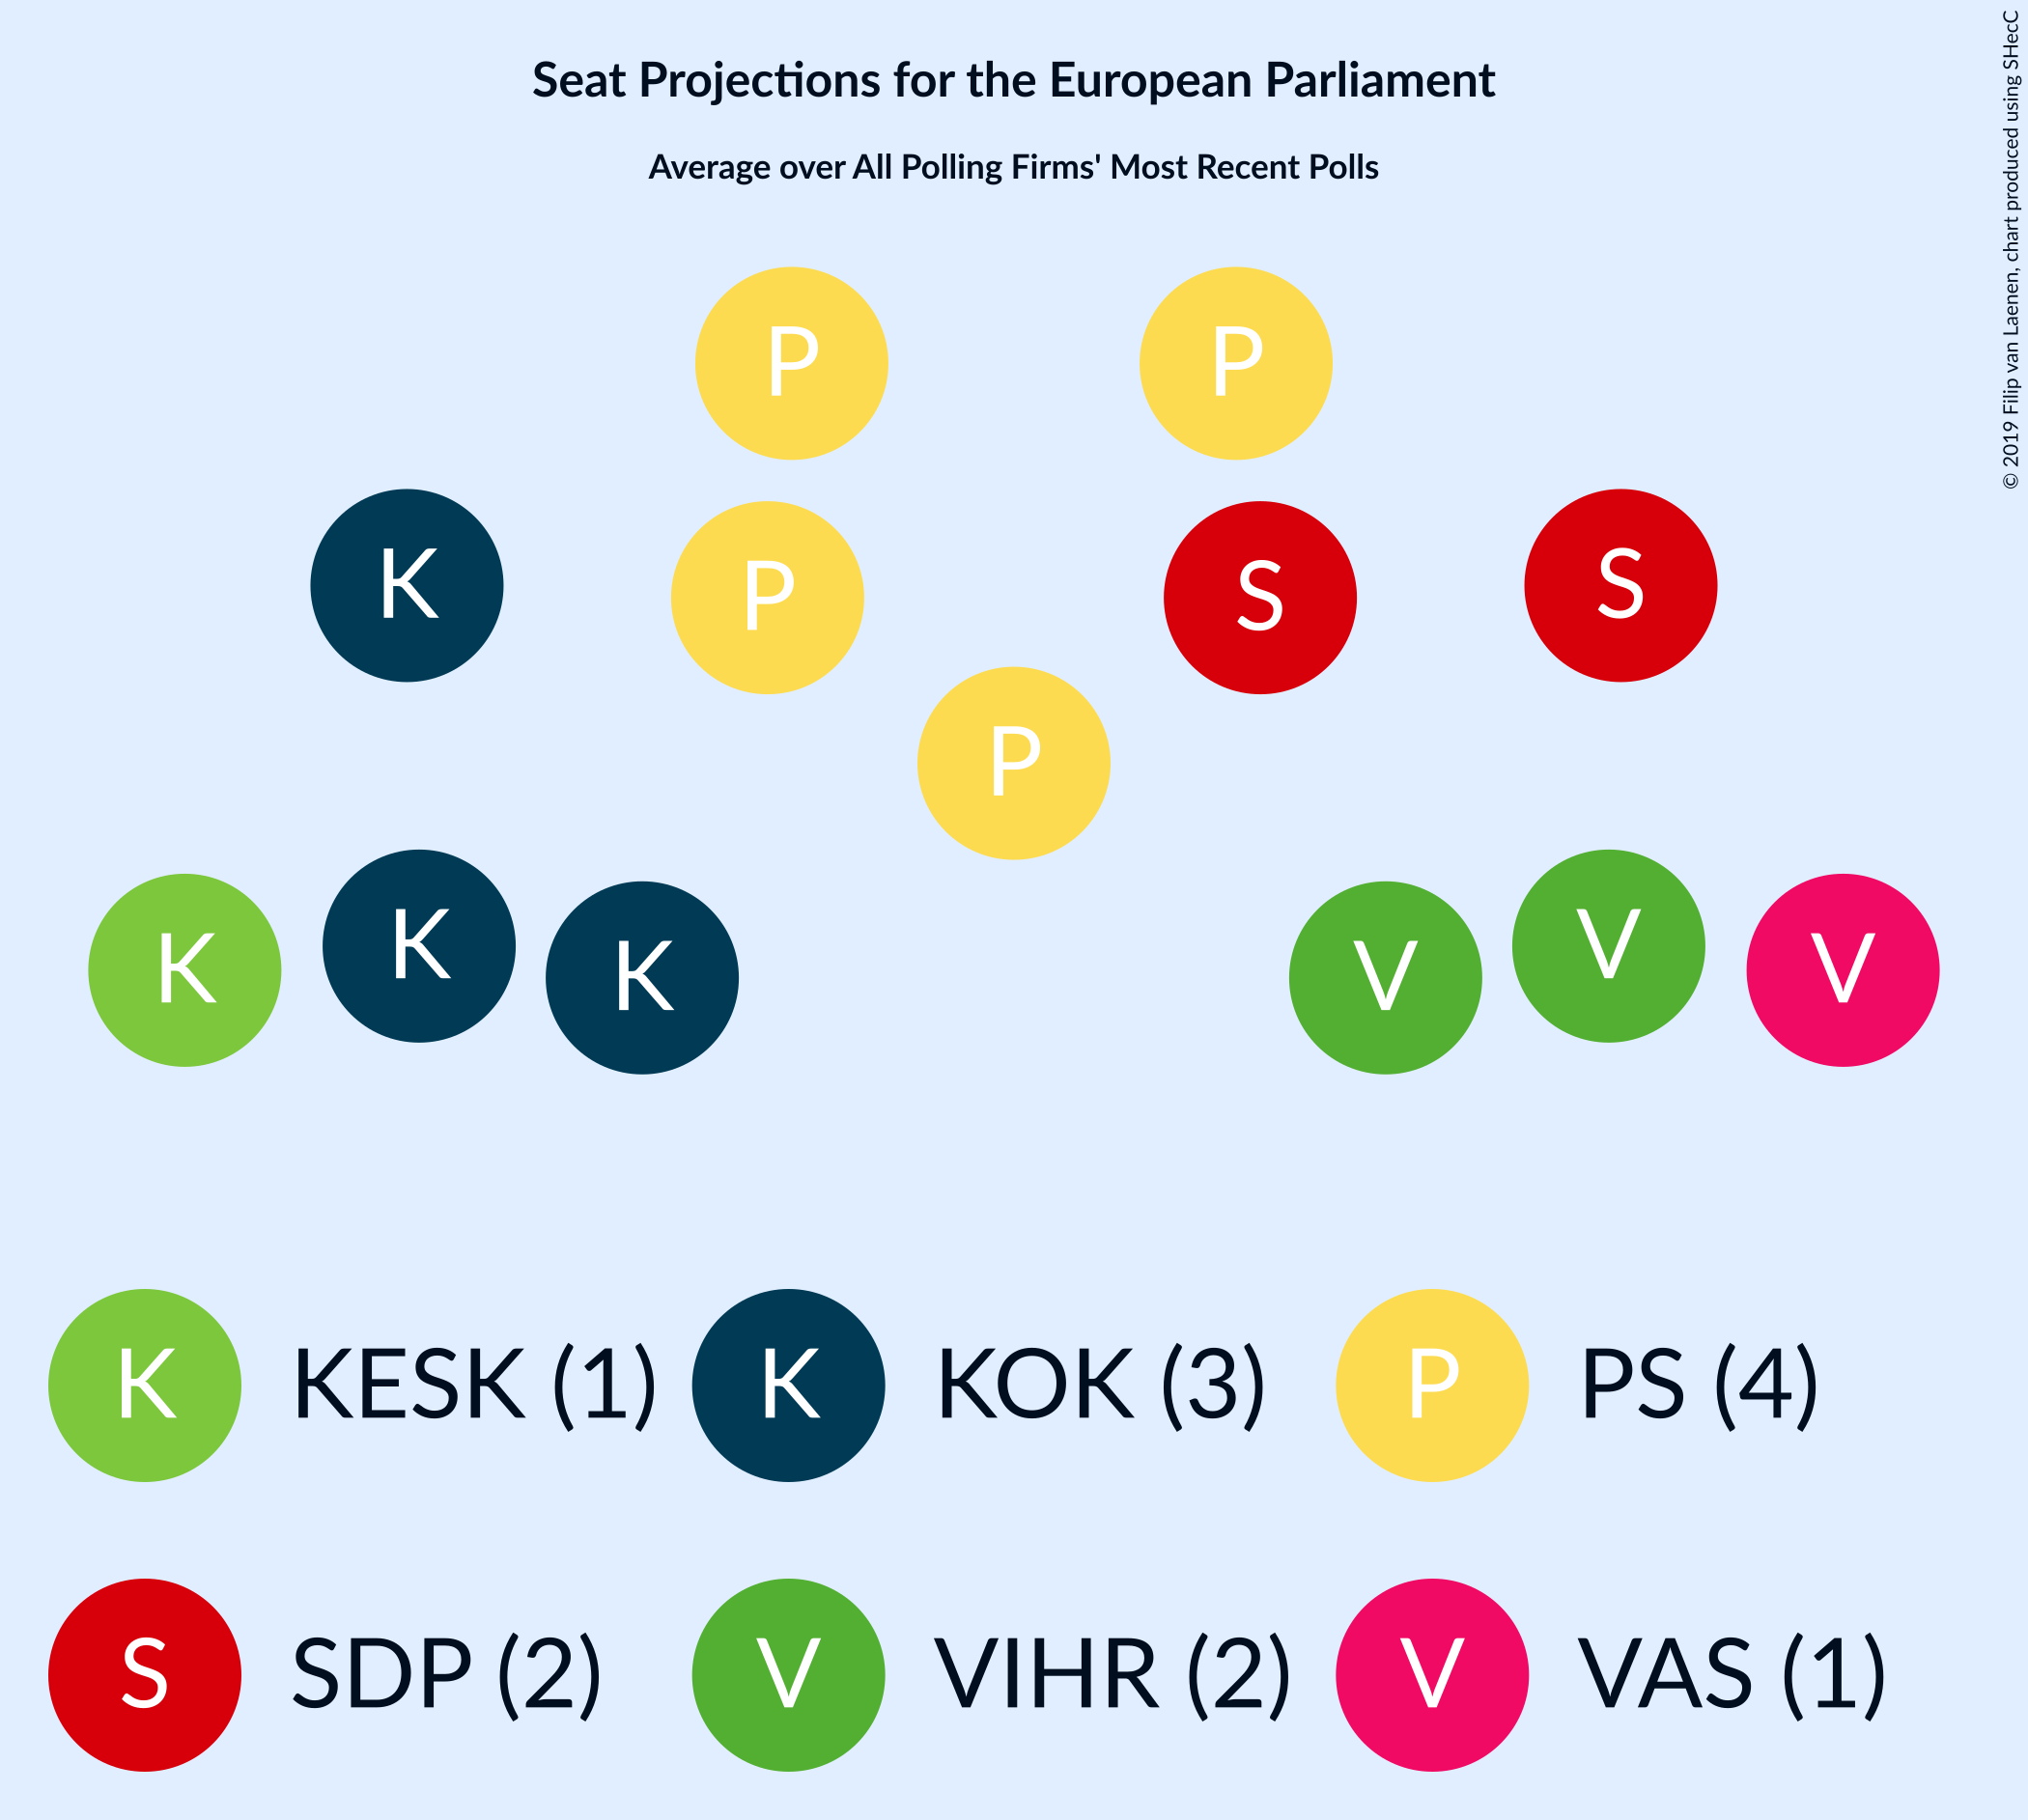 Seat Projections for the European Parliament
Average over All Polling Firms' Most Recent Polls
© 2019 Filip van Laenen, chart produced using SHecC
P P
K P S S
P
K K K V V V
K KESK (1) K KOK (3) P PS (4)
S SDP (2) V VIHR (2) V VAS (1)